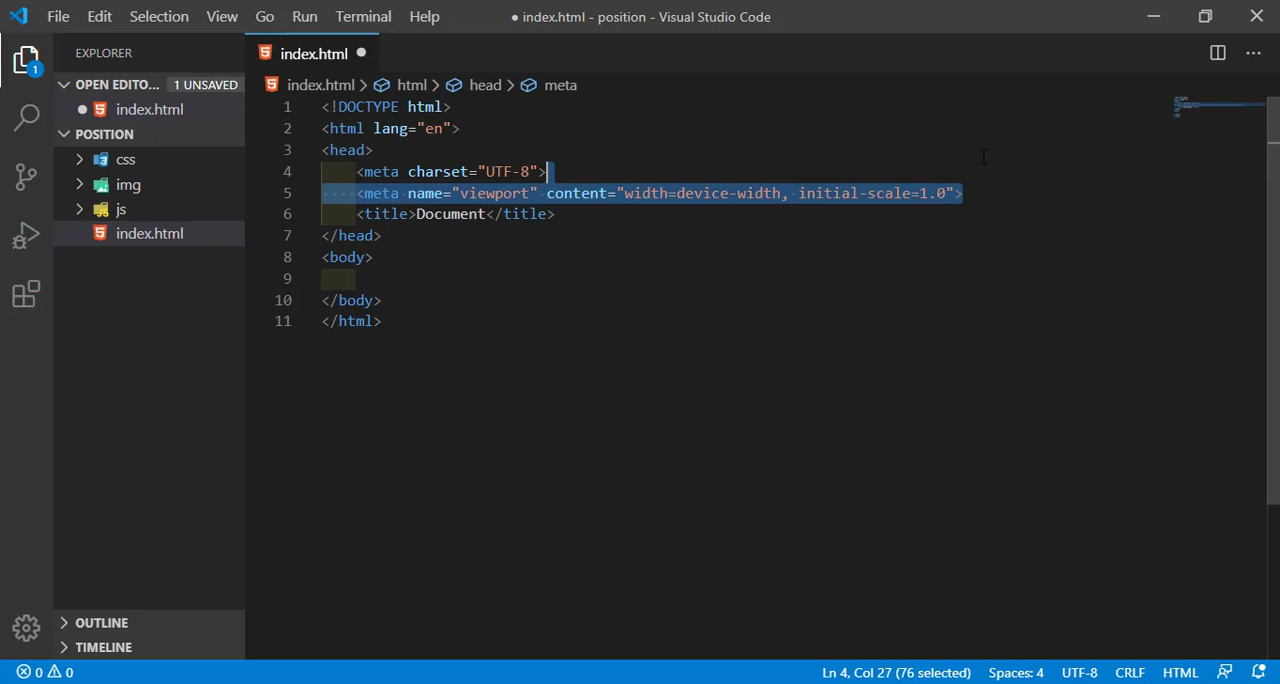 File Edit Selection View Go Run Terminal Help ● index.html - position - Visual Studio Code
EXPLORER
1
OPEN EDITO... 1 UNSAVED
index.html
POSITION
css
img
js
index.html
OUTLINE
TIMELINE
index.html
index.html > html > head > meta
1 <!DOCTYPE html>
2 <html lang="en">
3 <head>
4 <meta charset="UTF-8">
5 <meta name="viewport" content="width=device-width, initial-scale=1.0">
6 <title>Document</title>
7 </head>
8 <body>
9
10 </body>
11 </html>
0 0 Ln 4, Col 27 (76 selected) Spaces: 4 UTF-8 CRLF HTML